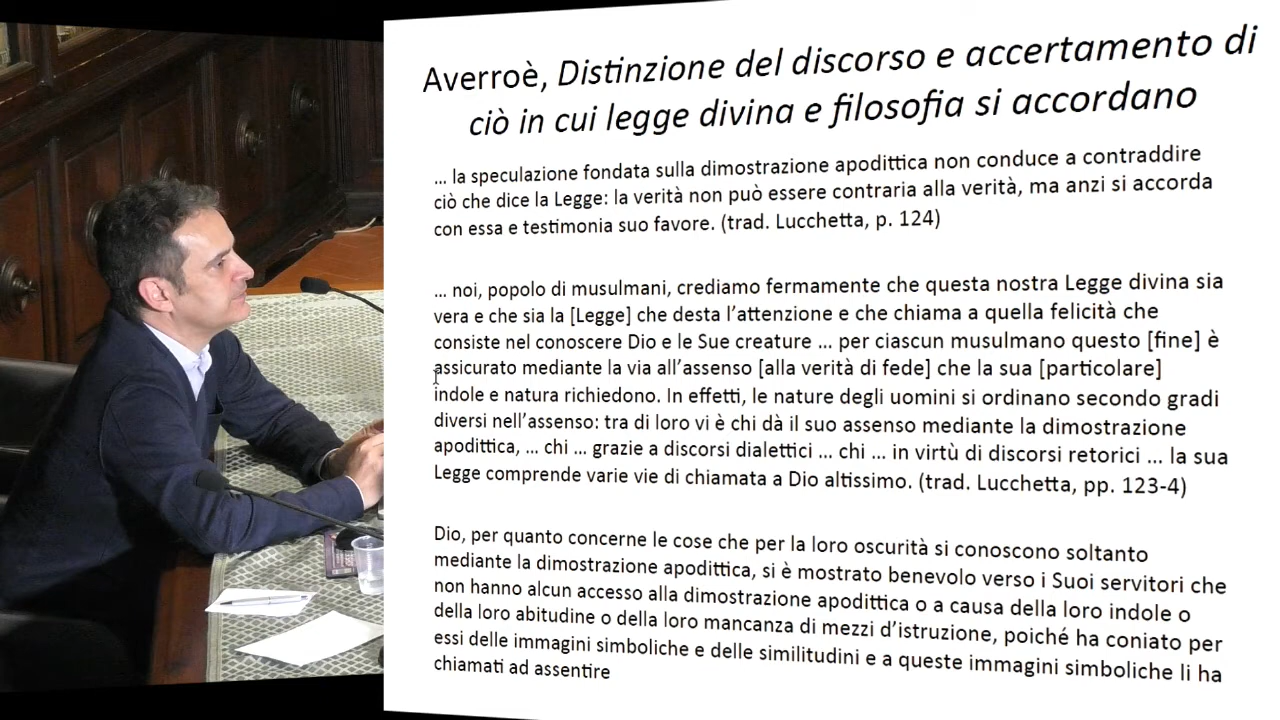 Averroè, Distinzione del discorso e accertamento di
ciò in cui legge divina e filosofia si accordano
… la speculazione fondata sulla dimostrazione apodittica non conduce a contraddire
ciò che dice la Legge: la verità non può essere contraria alla verità, ma anzi si accorda
con essa e testimonia suo favore. (trad. Lucchetta, p. 124)
… noi, popolo di musulmani, crediamo fermamente che questa nostra Legge divina sia
vera e che sia la [Legge] che desta l’attenzione e che chiama a quella felicità che
consiste nel conoscere Dio e le Sue creature … per ciascun musulmano questo [fine] è
assicurato mediante la via all’assenso [alla verità di fede] che la sua [particolare]
indole e natura richiedono. In effetti, le nature degli uomini si ordinano secondo gradi
diversi nell’assenso: tra di loro vi è chi dà il suo assenso mediante la dimostrazione
apodittica, … chi … grazie a discorsi dialettici … chi … in virtù di discorsi retorici … la sua
Legge comprende varie vie di chiamata a Dio altissimo. (trad. Lucchetta, pp. 123-4)
Dio, per quanto concerne le cose che per la loro oscurità si conoscono soltanto
mediante la dimostrazione apodittica, si è mostrato benevolo verso i Suoi servitori che
non hanno alcun accesso alla dimostrazione apodittica o a causa della loro indole o
della loro abitudine o della loro mancanza di mezzi d’istruzione, poiché ha coniato per
essi delle immagini simboliche e delle similitudini e a queste immagini simboliche li ha
chiamati ad assentire